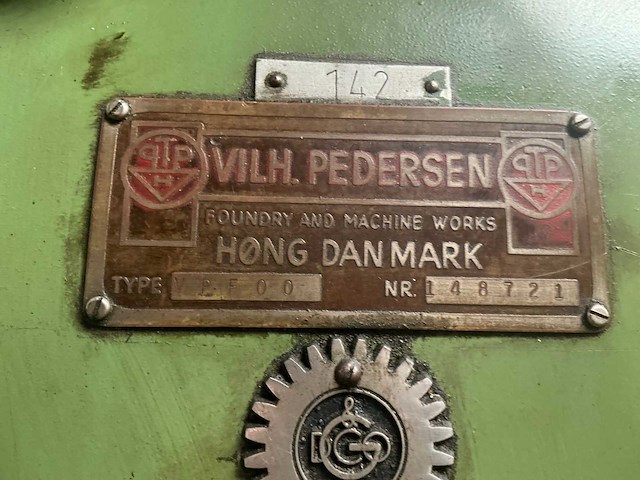 142
VILH. PEDERSEN
FOUNDRY AND MACHINE WORKS
HØNG DANMARK
TYPE
NR. 148721